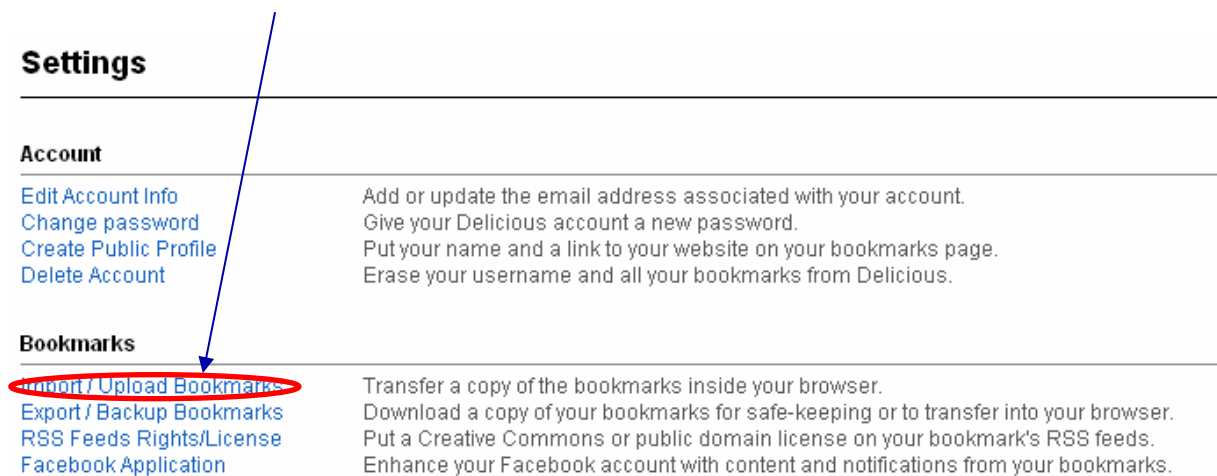 Settings
Account
Edit Account Info Add or update the email address associated with your account.
Change password Give your Delicious account a new password.
Create Public Profile Put your name and a link to your website on your bookmarks page.
Delete Account Erase your username and all your bookmarks from Delicious.
Bookmarks
Import / Upload Bookmarks Transfer a copy of the bookmarks inside your browser.
Export / Backup Bookmarks Download a copy of your bookmarks for safe-keeping or to transfer into your browser.
RSS Feeds Rights/License Put a Creative Commons or public domain license on your bookmark's RSS feeds.
Facebook Application Enhance your Facebook account with content and notifications from your bookmarks.